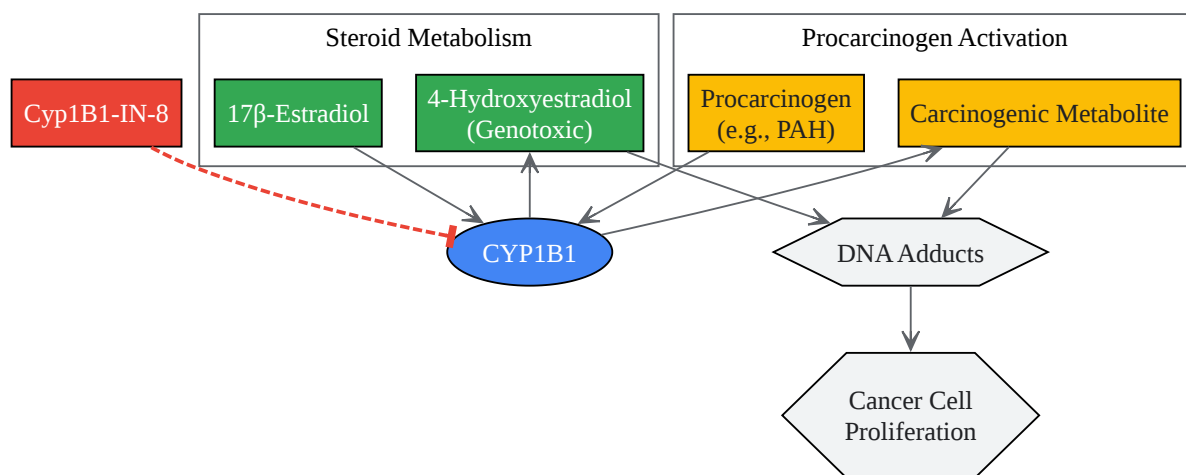 Steroid Metabolism
Procarcinogen Activation
Cyp1B1-IN-8
17β-Estradiol
4-Hydroxyestradiol
(Genotoxic)
Procarcinogen
(e.g., PAH)
Carcinogenic Metabolite
CYP1B1
DNA Adducts
Cancer Cell
Proliferation